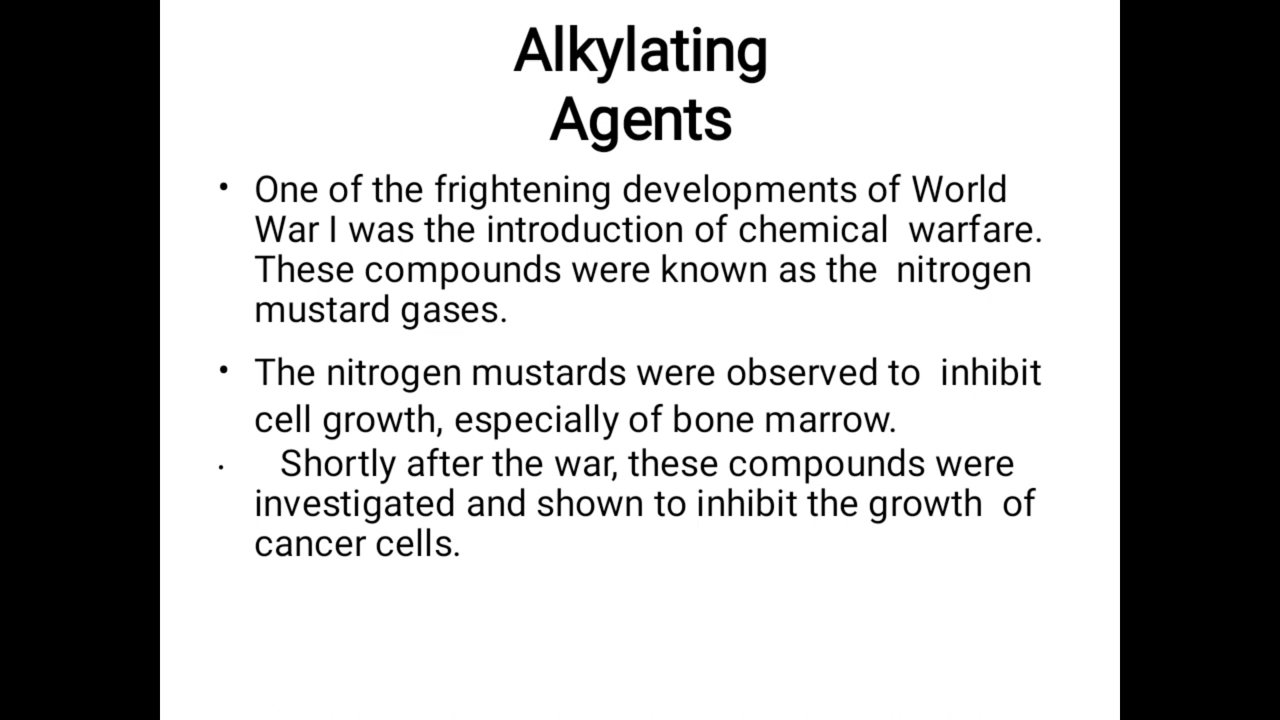 Alkylating
Agents
• One of the frightening developments of World
War I was the introduction of chemical  warfare.
These compounds were known as the  nitrogen
mustard gases.
• The nitrogen mustards were observed to  inhibit
cell growth, especially of bone marrow.
• Shortly after the war, these compounds were
investigated and shown to inhibit the growth  of
cancer cells.